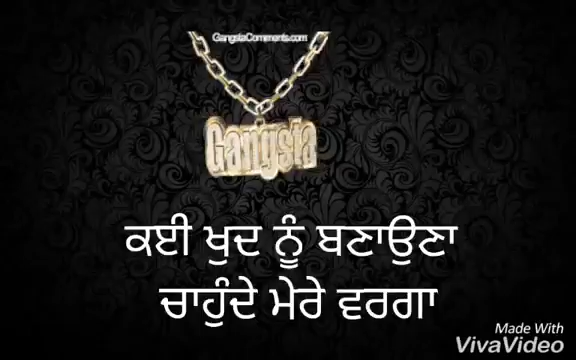 GangstaComments.com
Gangsta
ਕਈ ਖੁਦ ਨੂੰ ਬਣਾਉਣਾ
ਚਾਹੁੰਦੇ ਮੇਰੇ ਵਰਗਾ
Made With
VivaVideo